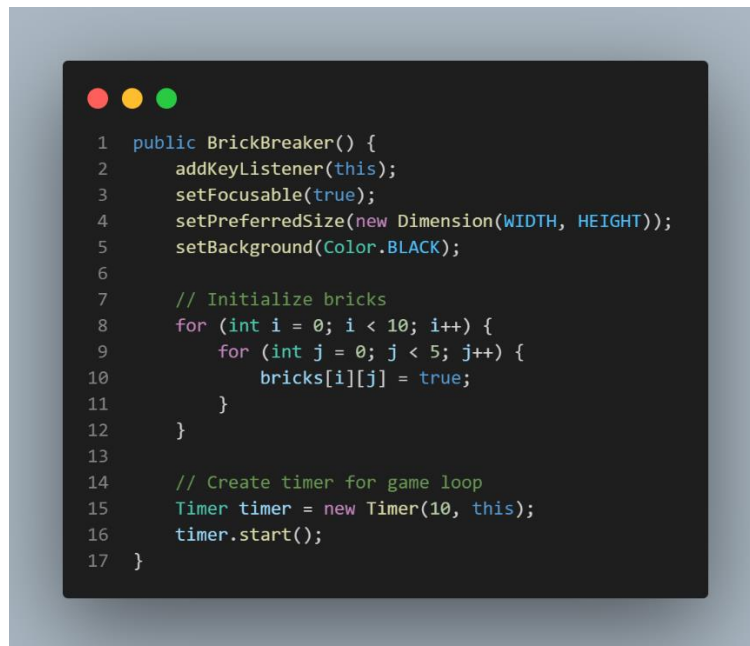 1 public BrickBreaker() {
2     addKeyListener(this);
3     setFocusable(true);
4     setPreferredSize(new Dimension(WIDTH, HEIGHT));
5     setBackground(Color.BLACK);
6
7     // Initialize bricks
8     for (int i = 0; i < 10; i++) {
9         for (int j = 0; j < 5; j++) {
10             bricks[i][j] = true;
11         }
12     }
13
14     // Create timer for game loop
15     Timer timer = new Timer(10, this);
16     timer.start();
17 }